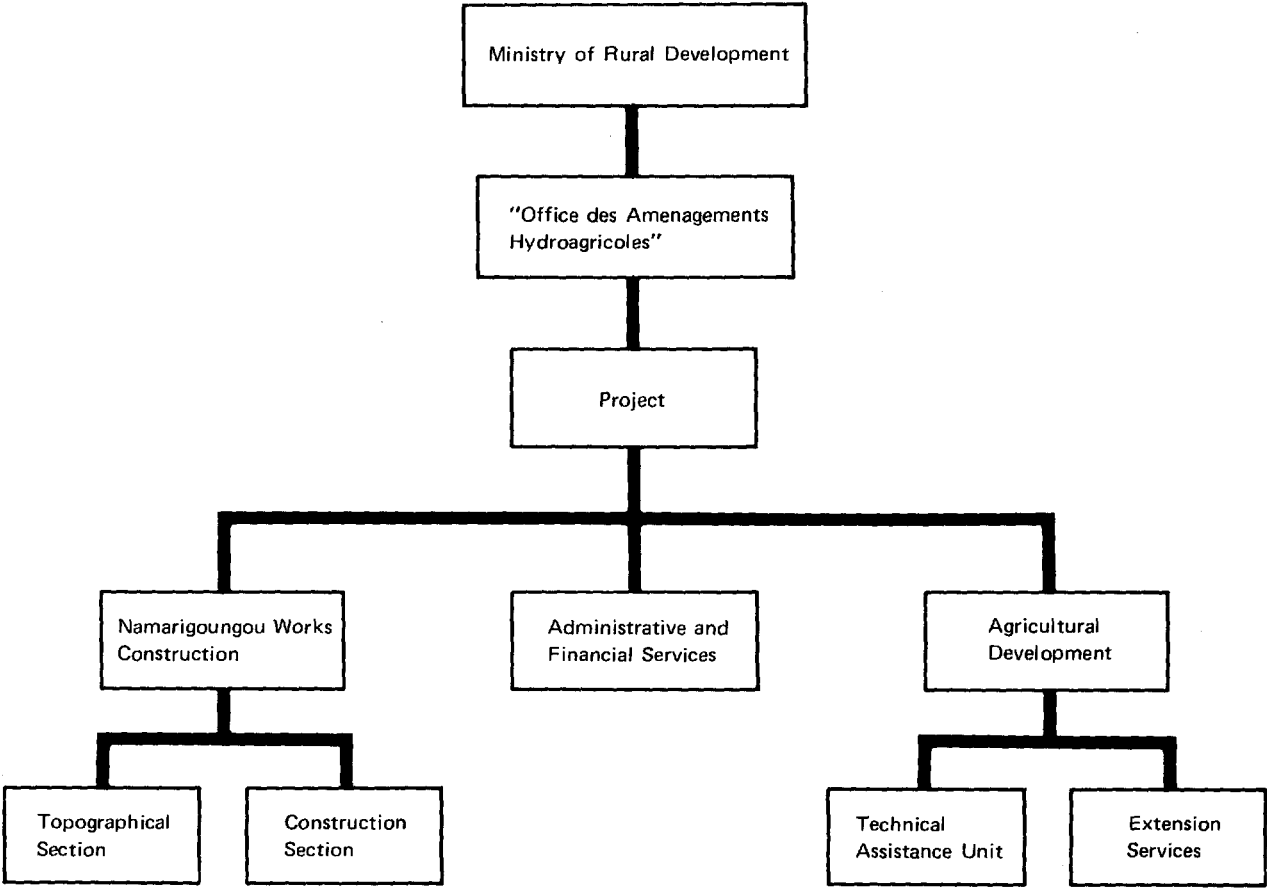 Ministry of Rural Development
"Office des Amenagements
Hydroagricoles"
Project
Namarigoungou Works
Construction
Administrative and
Financial Services
Agricultural
Development
Topographical
Section
Construction
Section
Technical
Assistance Unit
Extension
Services